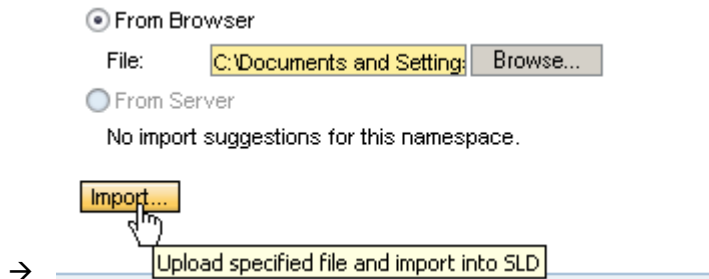 From Browser
File: C:\Documents and Setting Browse...
From Server
No import suggestions for this namespace.
Import...
→ Upload specified file and import into SLD